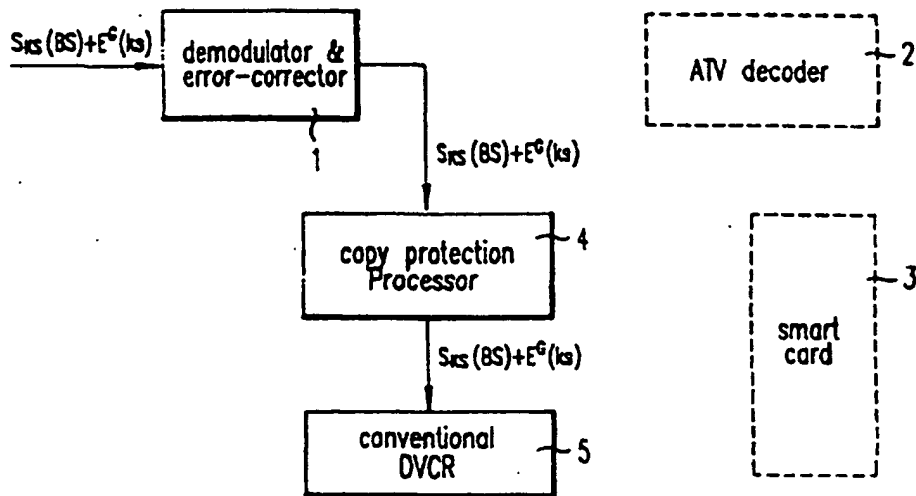 S_KS(BS)+E^G(ks)
demodulator &
error-corrector
1
ATV decoder
2
S_KS(BS)+E^G(ks)
copy protection
Processor
4
3
smart
card
S_KS(BS)+E^G(ks)
conventional
DVCR
5